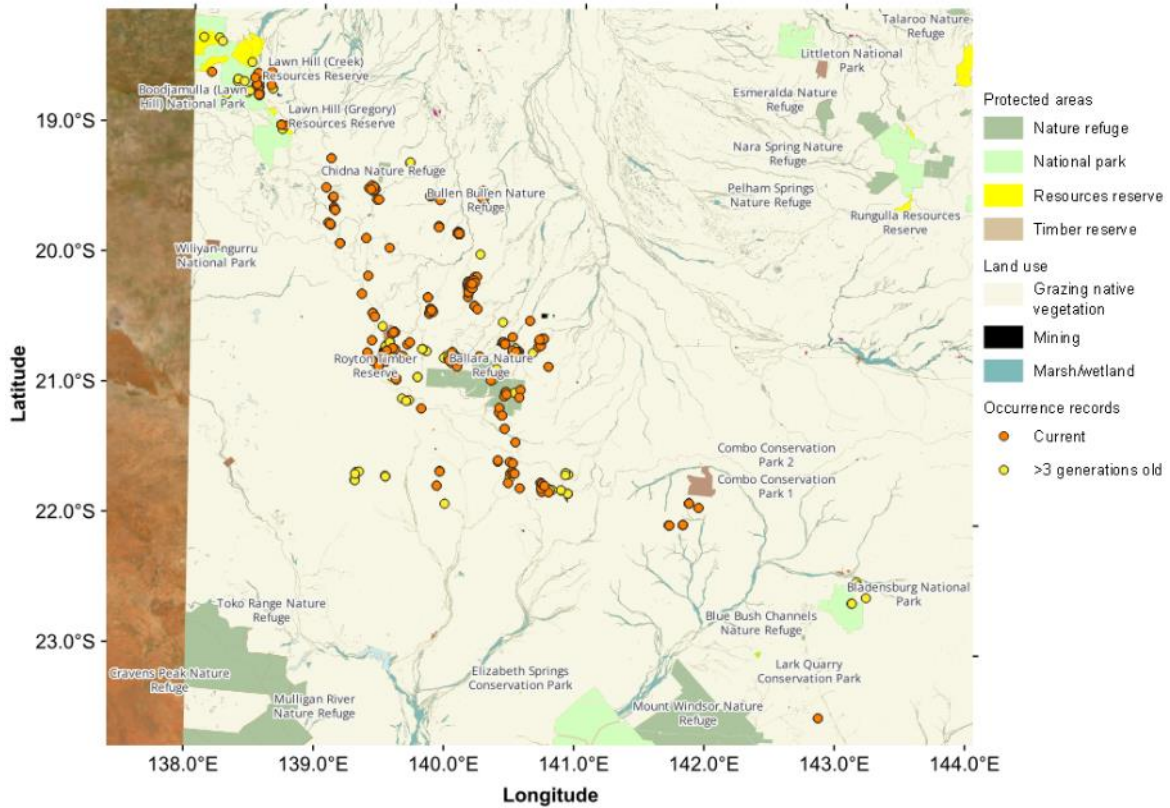 Talaroo Nature
Refuge
Littleton National
Park
Lawn Hill (Creek)
Resources Reserve
Boodjamulla (Lawn
Hill) National Park
Esmeralda Nature
Refuge
Lawn Hill (Gregory)
Resources Reserve
Nara Spring Nature
Refuge
Chidna Nature Refuge
Bullen Bullen Nature
Refuge
Pelham Springs
Nature Refuge
Rungulla Resources
Reserve
Wiliyan-ngurru
National Park
Royton Timber
Reserve
Ballara Nature
Refuge
Combo Conservation
Park 2
Combo Conservation
Park 1
Bladensburg National
Park
Toko Range Nature
Refuge
Blue Bush Channels
Nature Refuge
Cravens Peak Nature
Refuge
Elizabeth Springs
Conservation Park
Lark Quarry
Conservation Park
Mulligan River
Nature Refuge
Mount Windsor Nature
Refuge
19.0°S
20.0°S
21.0°S
22.0°S
23.0°S
Latitude
138.0°E
139.0°E
140.0°E
141.0°E
142.0°E
143.0°E
144.0°E
Longitude
Protected areas
Nature refuge
National park
Resources reserve
Timber reserve
Land use
Grazing native
vegetation
Mining
Marsh/wetland
Occurrence records
Current
>3 generations old